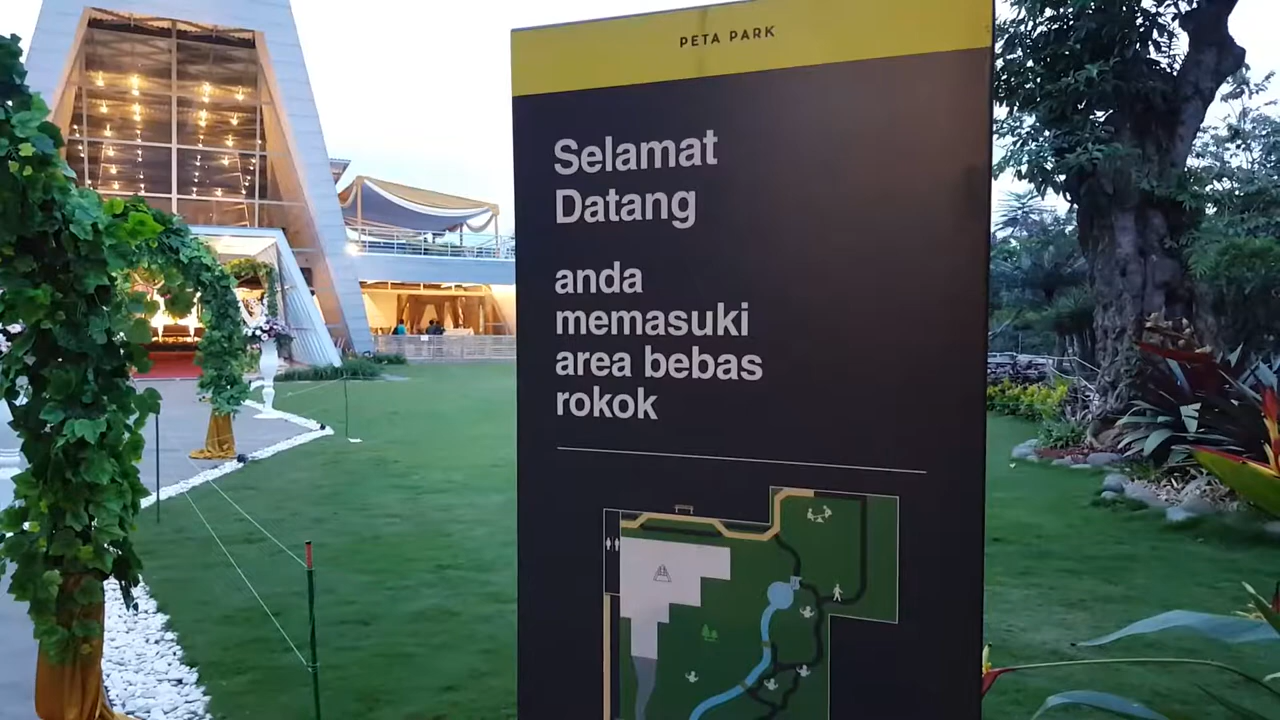 PETA PARK
Selamat
Datang
anda
memasuki
area bebas
rokok